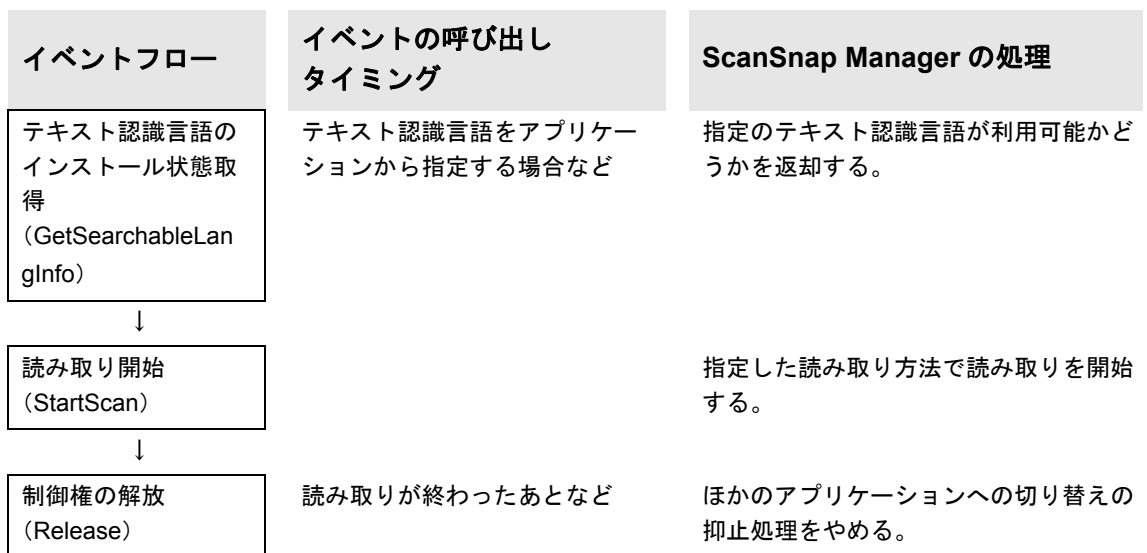 イベントフロー
イベントの呼び出し
タイミング
ScanSnap Manager の処理
テキスト認識言語の
インストール状態取
得
（GetSearchableLan
gInfo）
テキスト認識言語をアプリケー
ションから指定する場合など
指定のテキスト認識言語が利用可能かど
うかを返却する。
↓
読み取り開始
（StartScan）
指定した読み取り方法で読み取りを開始
する。
↓
制御権の解放
（Release）
読み取りが終わったあとなど
ほかのアプリケーションへの切り替えの
抑止処理をやめる。